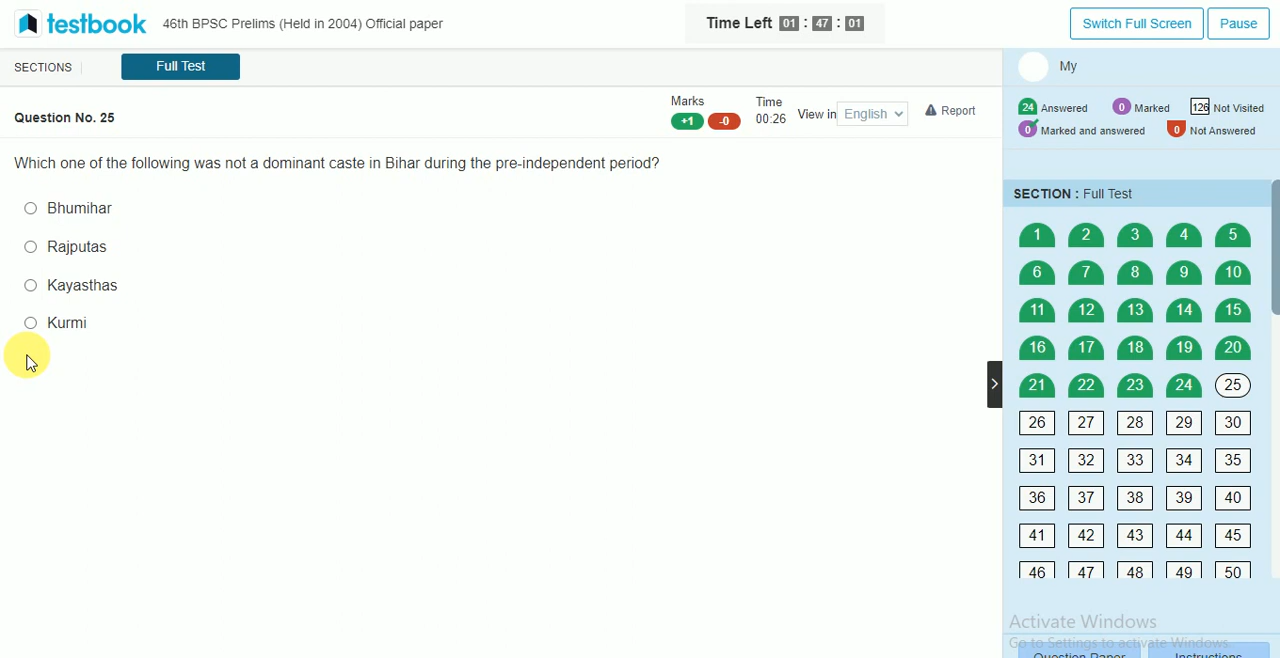 testbook 46th BPSC Prelims (Held in 2004) Official paper Time Left 01 : 47 : 01 Switch Full Screen Pause
SECTIONS Full Test My
Question No. 25 Marks +1 -0 Time 00:26 View in English Report
24 Answered 0 Marked 126 Not Visited
0 Marked and answered 0 Not Answered
Which one of the following was not a dominant caste in Bihar during the pre-independent period?
Bhumihar
Rajputas
Kayasthas
Kurmi
SECTION : Full Test
1 2 3 4 5
6 7 8 9 10
11 12 13 14 15
16 17 18 19 20
21 22 23 24 25
26 27 28 29 30
31 32 33 34 35
36 37 38 39 40
41 42 43 44 45
46 47 48 49 50
Activate Windows
Go to Settings to activate Windows.
Question Paper Instructions